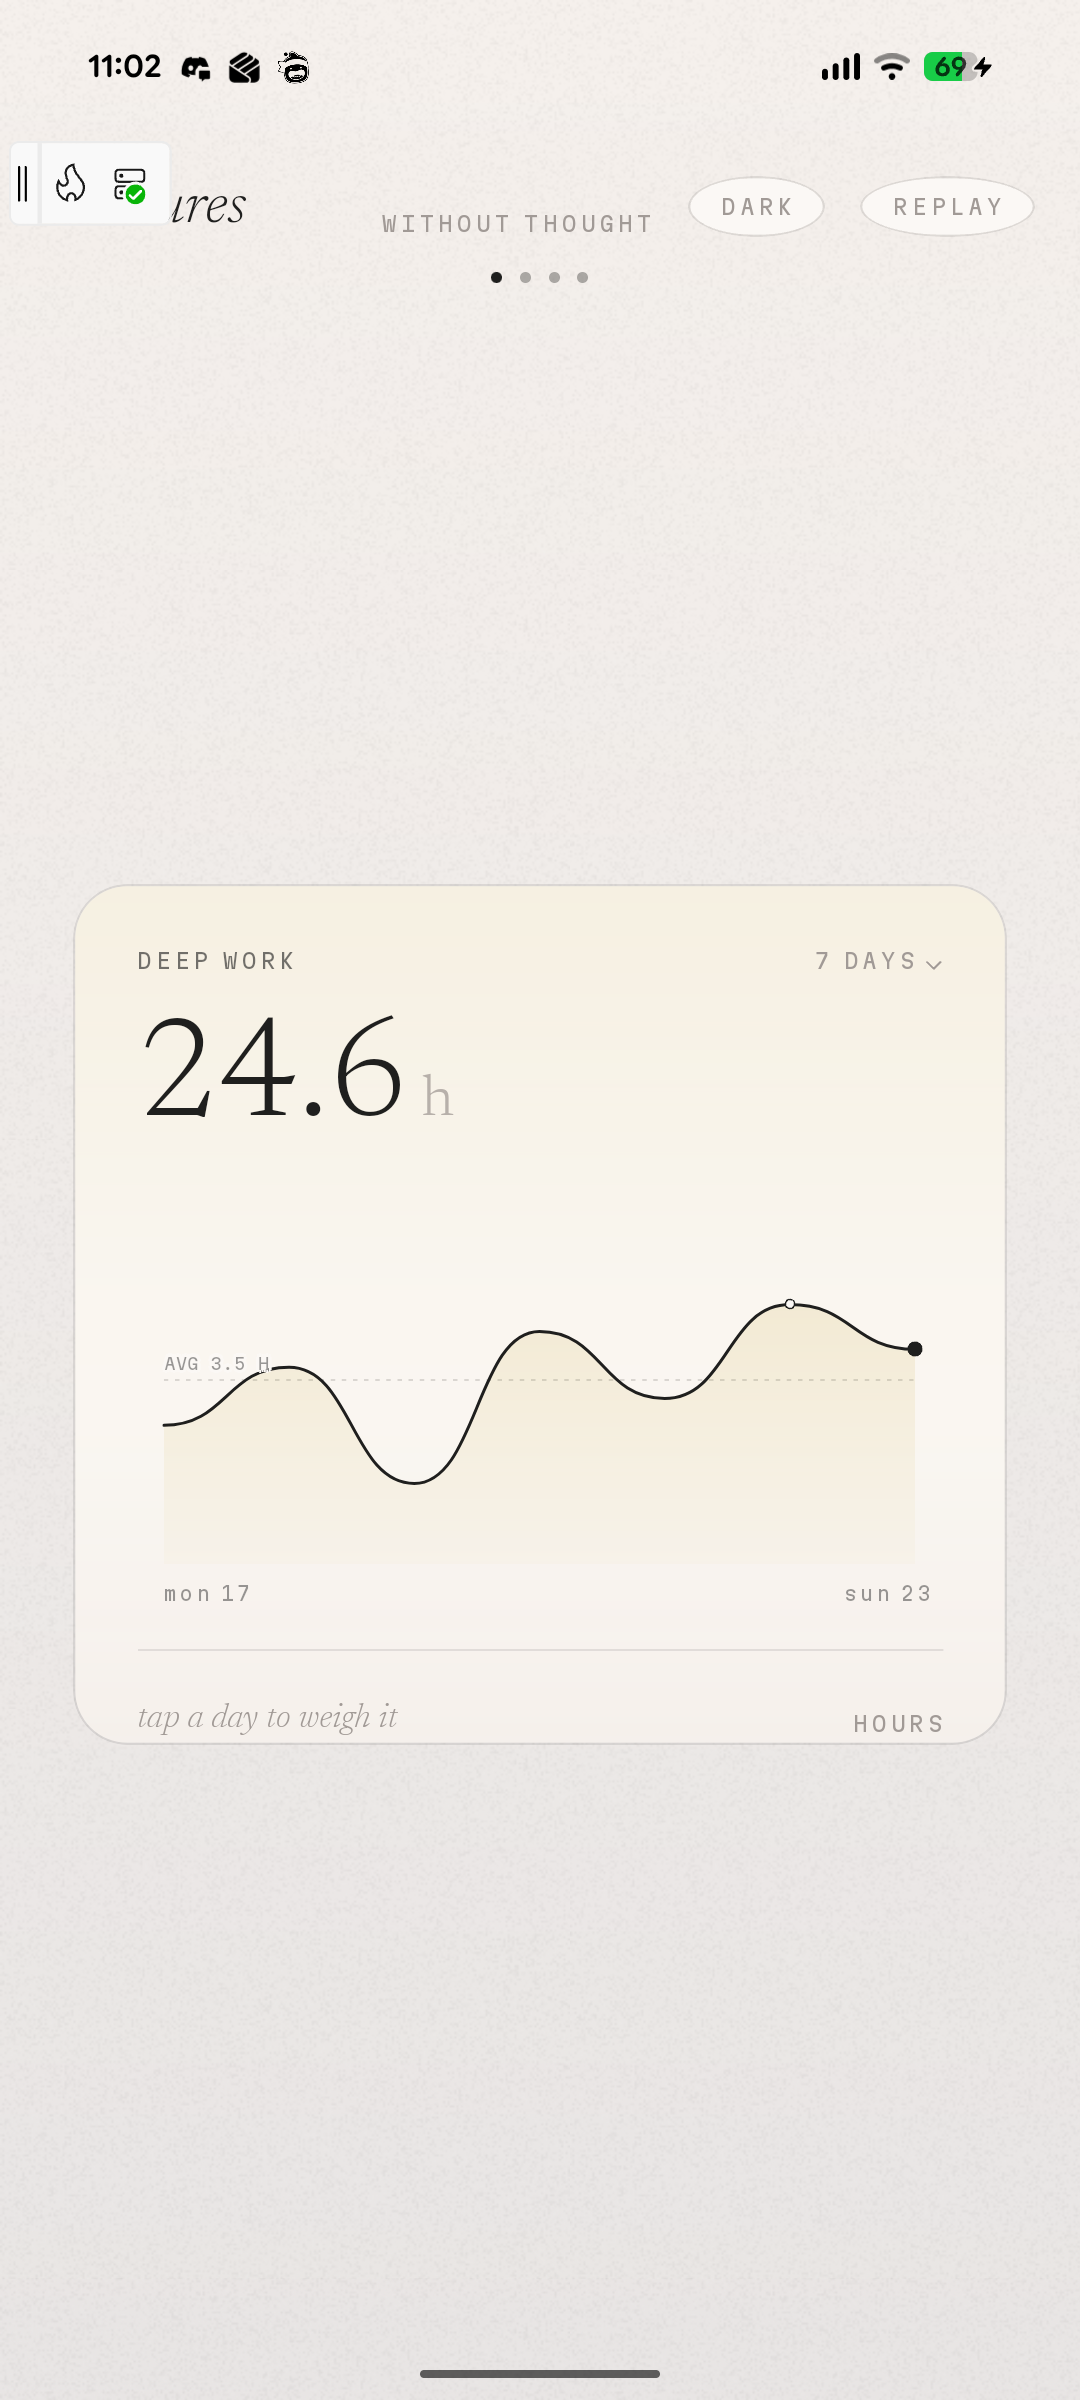 11:02
69
WITHOUT THOUGHT
DARK
REPLAY
DEEP WORK
7 DAYS
24.6 h
AVG 3.5 H
mon 17
sun 23
tap a day to weigh it
HOURS